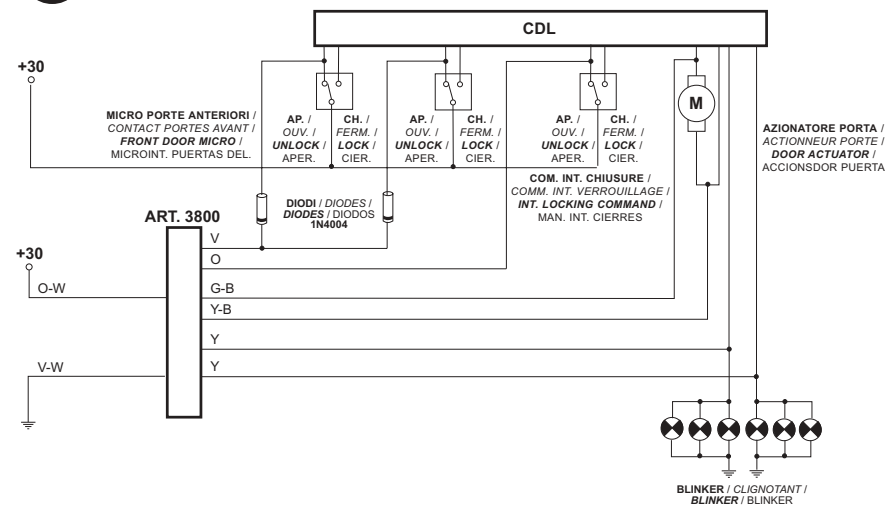 CDL
+30
MICRO PORTE ANTERIORI /
CONTACT PORTES AVANT /
FRONT DOOR MICRO /
MICROINT. PUERTAS DEL.
AP. /
OUV. /
UNLOCK /
APER.
CH. /
FERM. /
LOCK /
CIER.
AP. /
OUV. /
UNLOCK /
APER.
CH. /
FERM. /
LOCK /
CIER.
AP. /
OUV. /
UNLOCK /
APER.
CH. /
FERM. /
LOCK /
CIER.
M
AZIONATORE PORTA /
ACTIONNEUR PORTE /
DOOR ACTUATOR /
ACCIONSDOR PUERTA
COM. INT. CHIUSURE /
COMM. INT. VERROUILLAGE /
INT. LOCKING COMMAND /
MAN. INT. CIERRES
DIODI / DIODES /
DIODES / DIODOS
1N4004
ART. 3800
+30
O-W
V-W
V
O
G-B
Y-B
Y
Y
BLINKER / CLIGNOTANT /
BLINKER / BLINKER